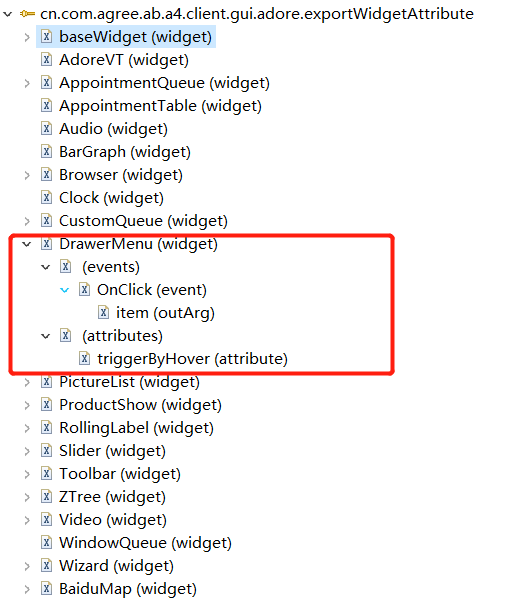 cn.com.agree.ab.a4.client.gui.adore.exportWidgetAttribute
baseWidget (widget)
AdoreVT (widget)
AppointmentQueue (widget)
AppointmentTable (widget)
Audio (widget)
BarGraph (widget)
Browser (widget)
Clock (widget)
CustomQueue (widget)
DrawerMenu (widget)
(events)
OnClick (event)
item (outArg)
(attributes)
triggerByHover (attribute)
PictureList (widget)
ProductShow (widget)
RollingLabel (widget)
Slider (widget)
Toolbar (widget)
ZTree (widget)
Video (widget)
WindowQueue (widget)
Wizard (widget)
BaiduMap (widget)